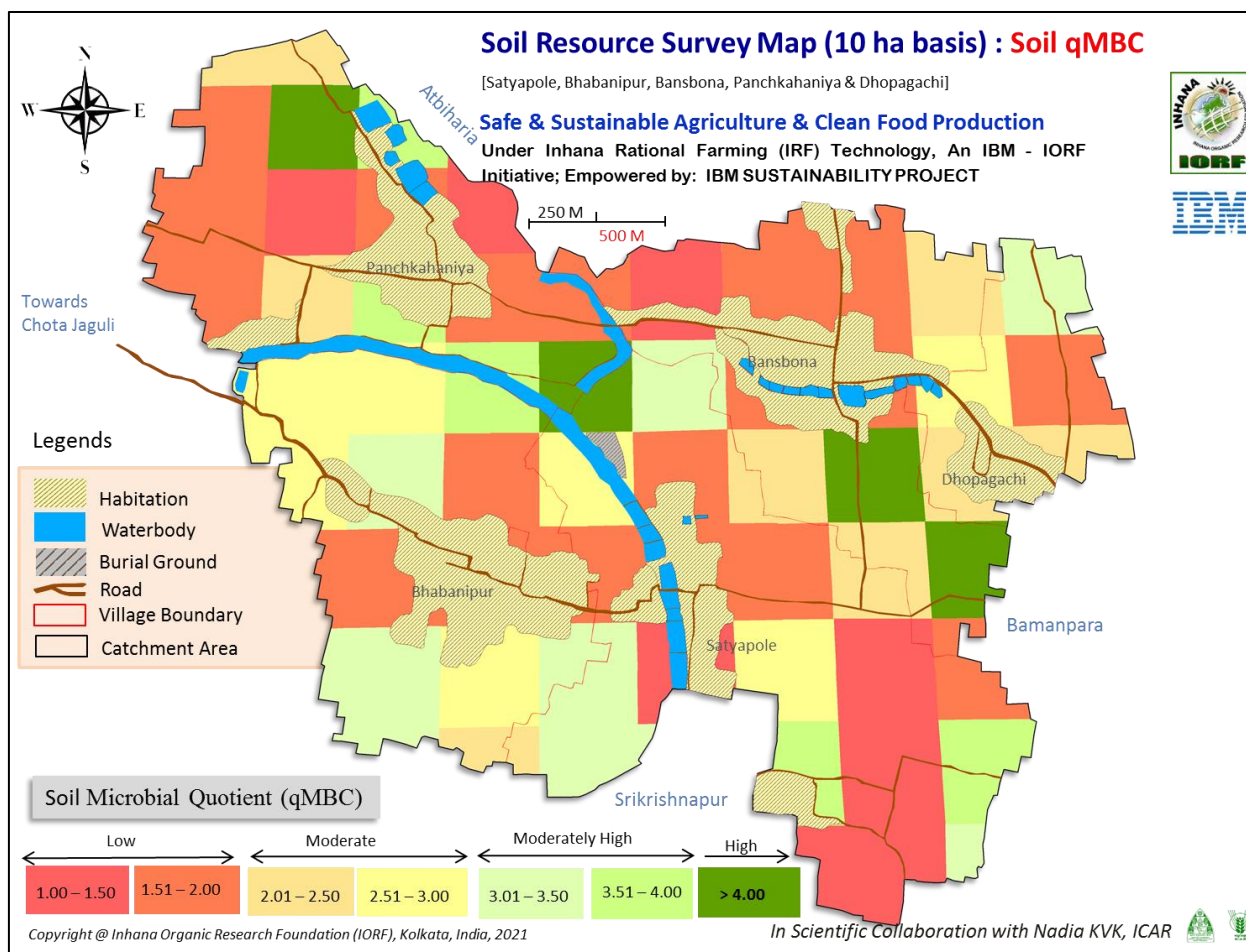 Soil Resource Survey Map (10 ha basis) : Soil qMBC
[Satyapole, Bhabanipur, Bansbona, Panchkahaniya & Dhopagachi]
Safe & Sustainable Agriculture & Clean Food Production
Under Inhana Rational Farming (IRF) Technology, An IBM - IORF
Initiative; Empowered by: IBM SUSTAINABILITY PROJECT
N
W
E
S
INHANA
IORF
IBM
Atbiharia
250 M
500 M
Panchkahaniya
Towards
Chota Jaguli
Bansbona
Dhopagachi
Bhabanipur
Satyapole
Bamanpara
Srikrishnapur
Legends
Habitation
Waterbody
Burial Ground
Road
Village Boundary
Catchment Area
Soil Microbial Quotient (qMBC)
Low
Moderate
Moderately High
High
1.00 – 1.50
1.51 – 2.00
2.01 – 2.50
2.51 – 3.00
3.01 – 3.50
3.51 – 4.00
> 4.00
Copyright @ Inhana Organic Research Foundation (IORF), Kolkata, India, 2021
In Scientific Collaboration with Nadia KVK, ICAR